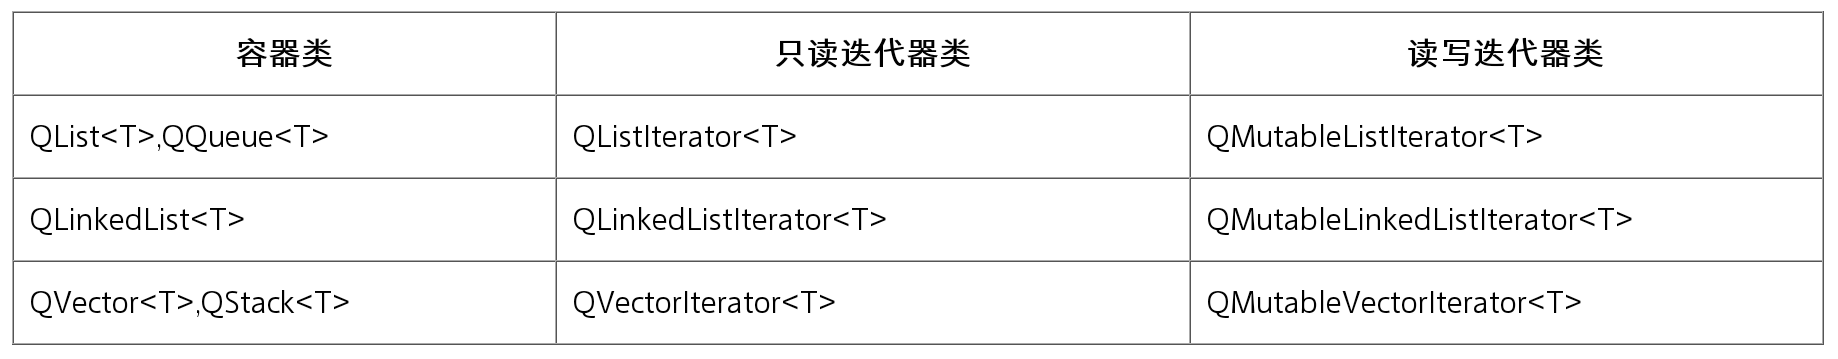 容器类 只读迭代器类 读写迭代器类
QList<T>,QQueue<T> QListIterator<T> QMutableListIterator<T>
QLinkedList<T> QLinkedListIterator<T> QMutableLinkedListIterator<T>
QVector<T>,QStack<T> QVectorIterator<T> QMutableVectorIterator<T>